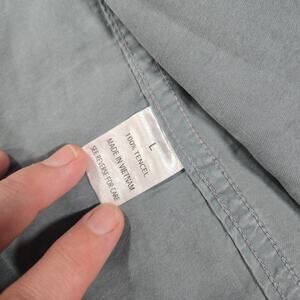 L
100% TENCEL
MADE IN VIETNAM
SEE REVERSE FOR CARE